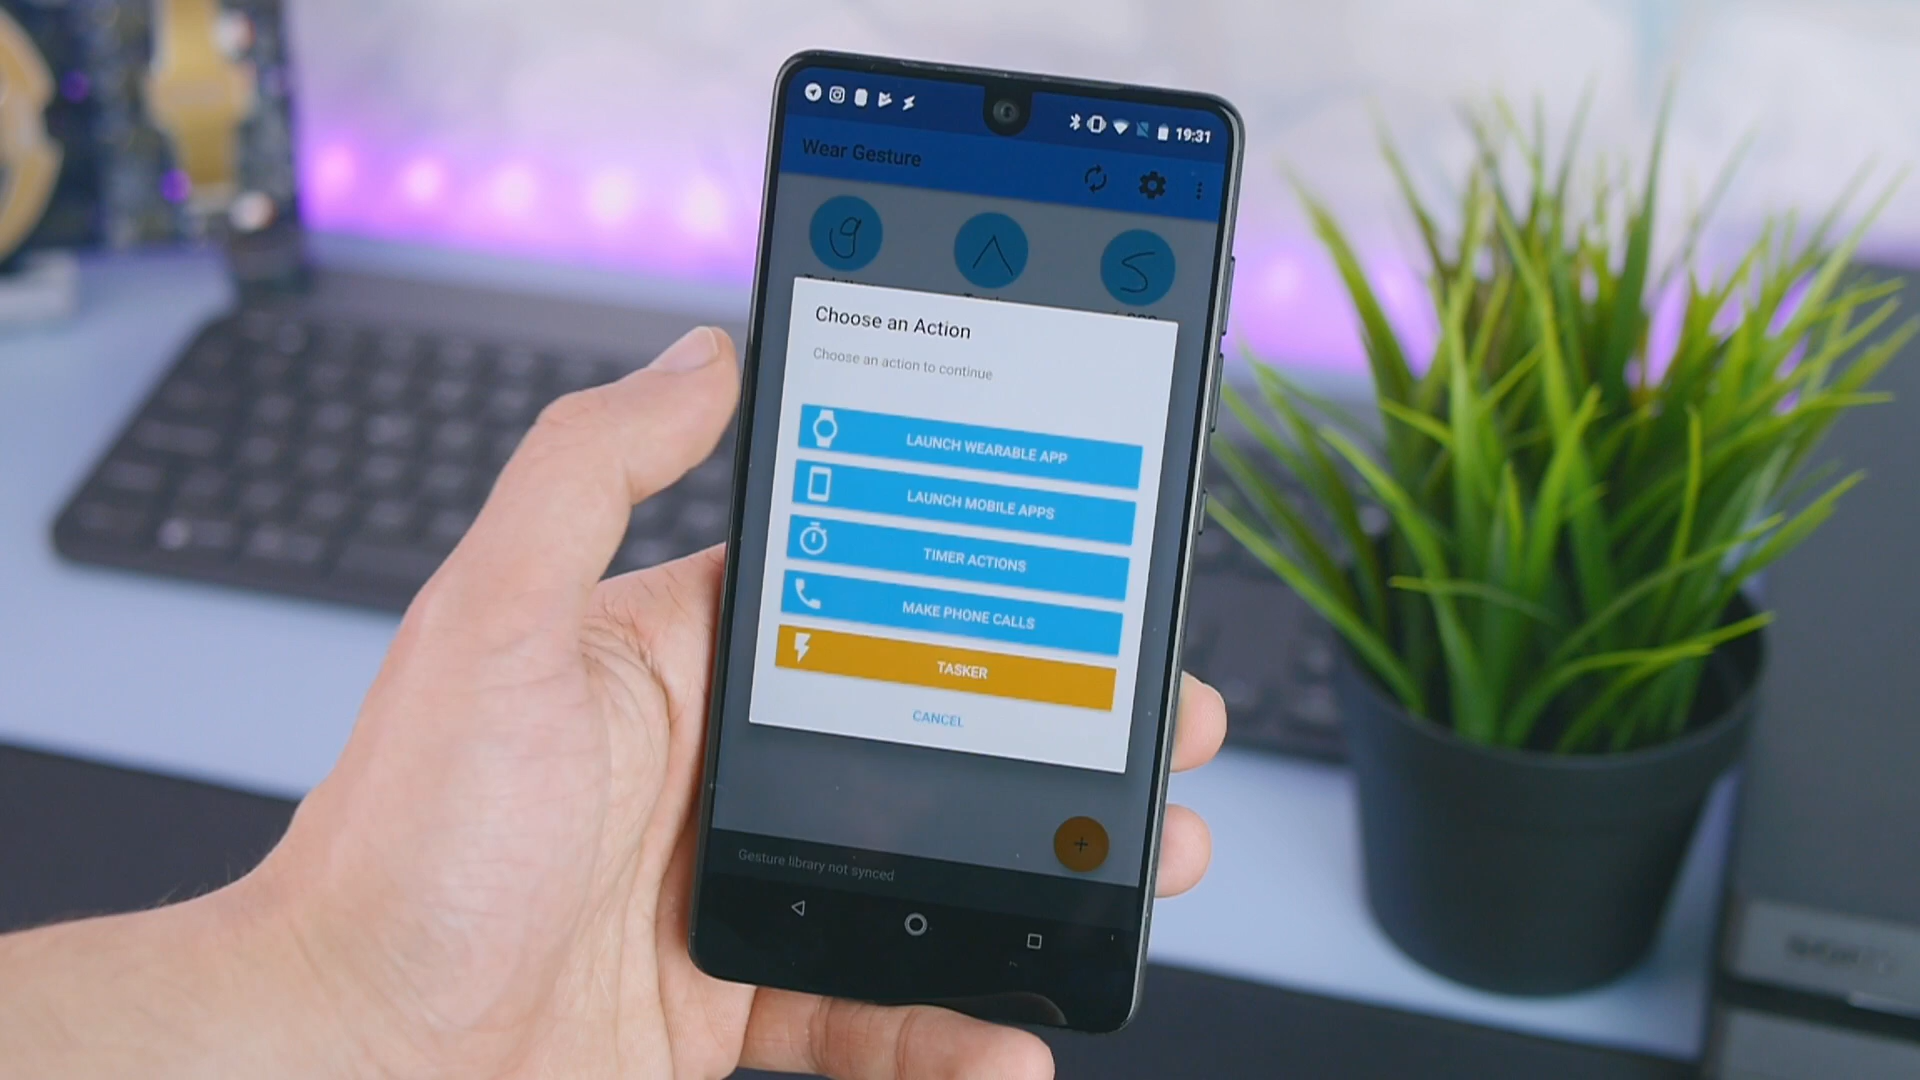 19:31
Wear Gesture
g
S
Choose an Action
Choose an action to continue
LAUNCH WEARABLE APP
LAUNCH MOBILE APPS
TIMER ACTIONS
MAKE PHONE CALLS
TASKER
CANCEL
+
Gesture library not synced